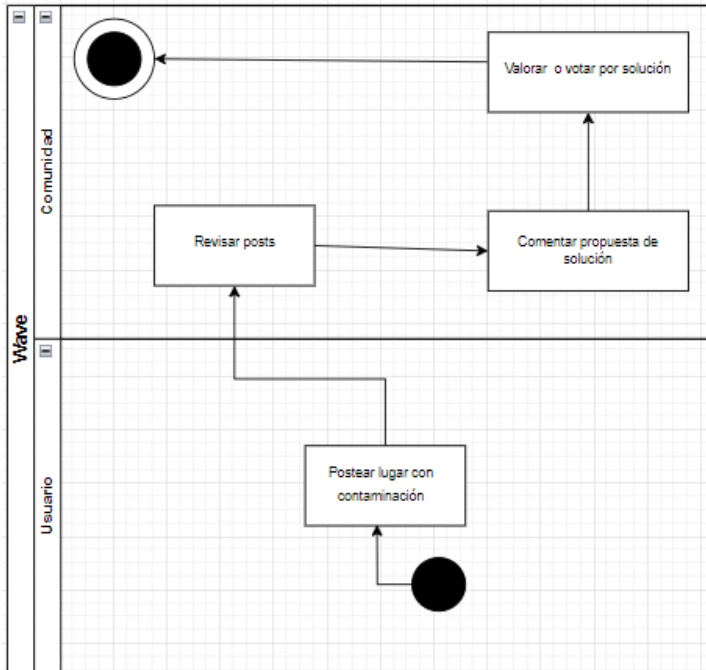 Wave
Comunidad
Valorar o votar por solución
Revisar posts
Comentar propuesta de
solución
Usuario
Postear lugar con
contaminación